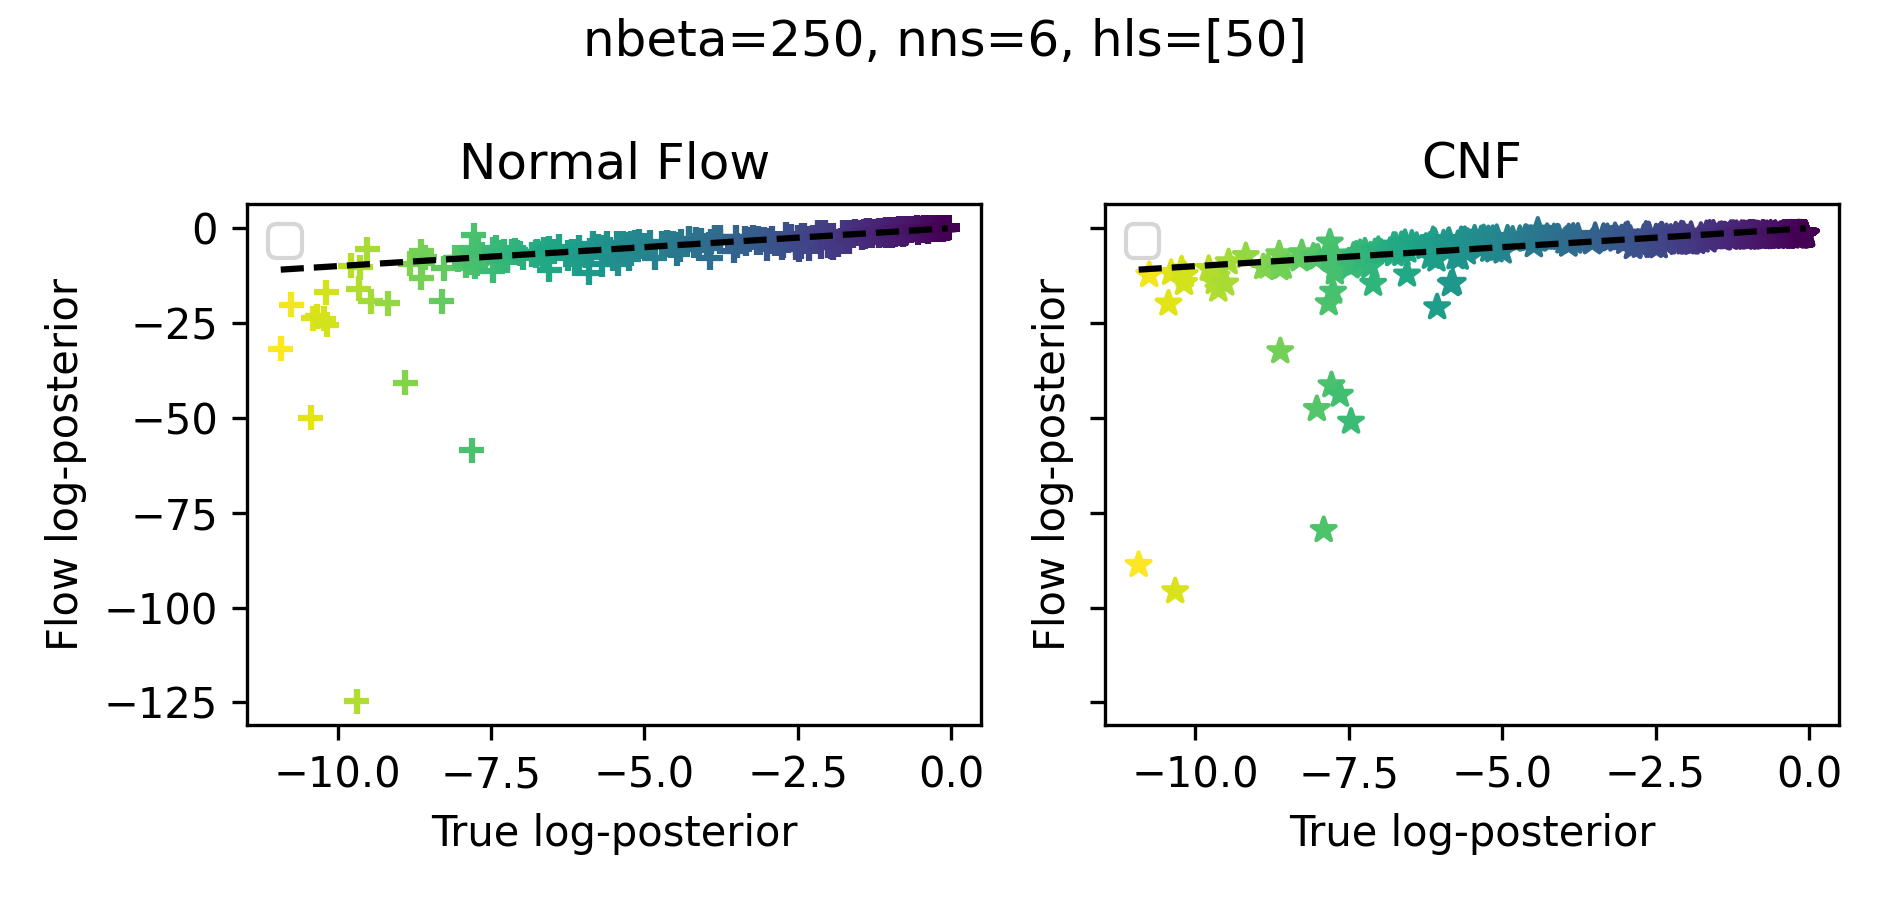 nbeta=250, nns=6, hls=[50]
Normal Flow
CNF
Flow log-posterior
0
−25
−50
−75
−100
−125
−10.0
−7.5
−5.0
−2.5
0.0
True log-posterior
Flow log-posterior
−10.0
−7.5
−5.0
−2.5
0.0
True log-posterior